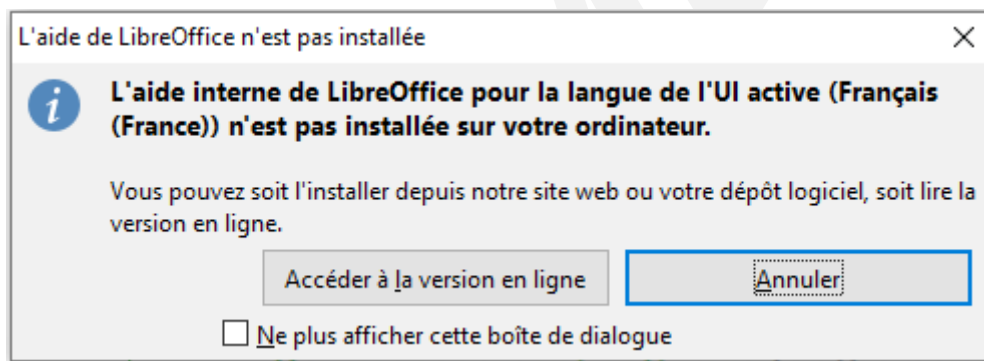 L'aide de LibreOffice n'est pas installée
L'aide interne de LibreOffice pour la langue de l'UI active (Français
(France)) n'est pas installée sur votre ordinateur.
Vous pouvez soit l'installer depuis notre site web ou votre dépôt logiciel, soit lire la
version en ligne.
Accéder à la version en ligne
Annuler
Ne plus afficher cette boîte de dialogue